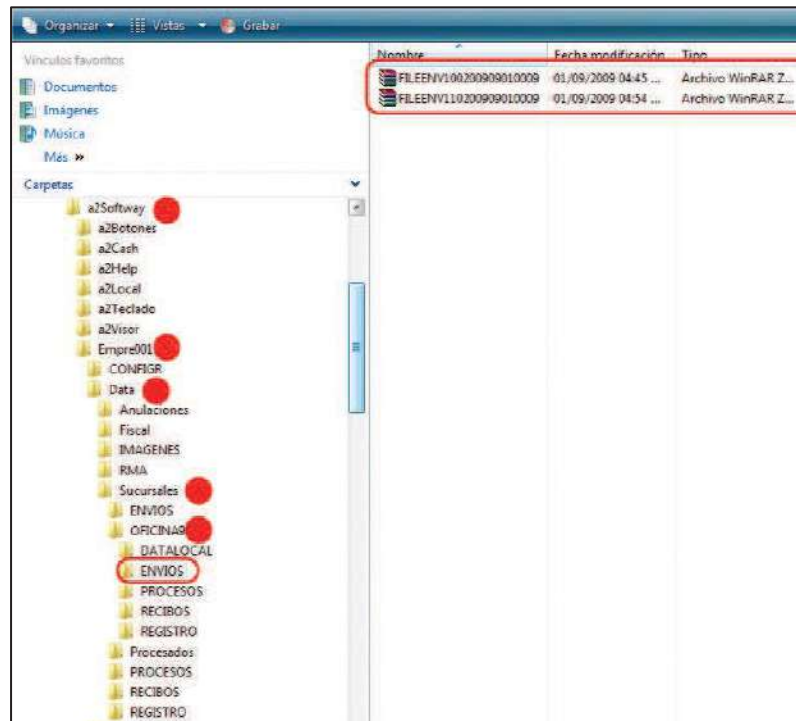 Organizar Vistas Grabar
Vínculos favoritos
Documentos
Imágenes
Música
Más »
Carpetas
a2Softway
a2Botones
a2Cash
a2Help
a2Local
a2Teclado
a2Visor
Empre001
CONFIGR
Data
Anulaciones
Fiscal
IMAGENES
RMA
Sucursales
ENVIOS
OFICINA9
DATALOCAL
ENVIOS
PROCESOS
RECIBOS
REGISTRO
Procesados
PROCESOS
RECIBOS
REGISTRO
Nombre Fecha modificación Tipo
FILEENV100200909010009 01/09/2009 04:45 ... Archivo WinRAR Z...
FILEENV110200909010009 01/09/2009 04:54 ... Archivo WinRAR Z...